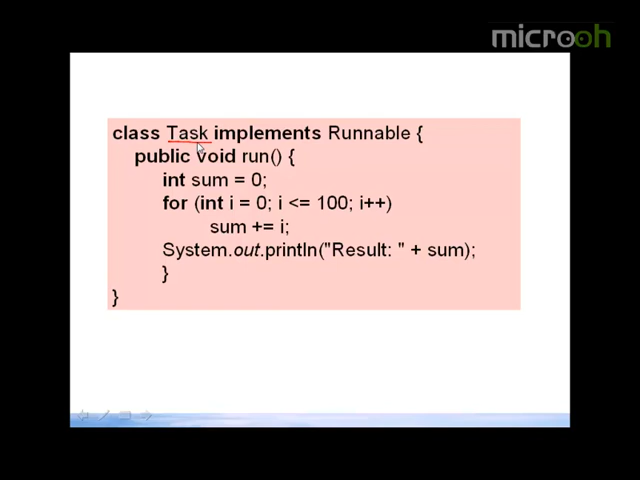 microoh
class Task implements Runnable {
public void run() {
int sum = 0;
for (int i = 0; i <= 100; i++)
sum += i;
System.out.println("Result: " + sum);
}
}